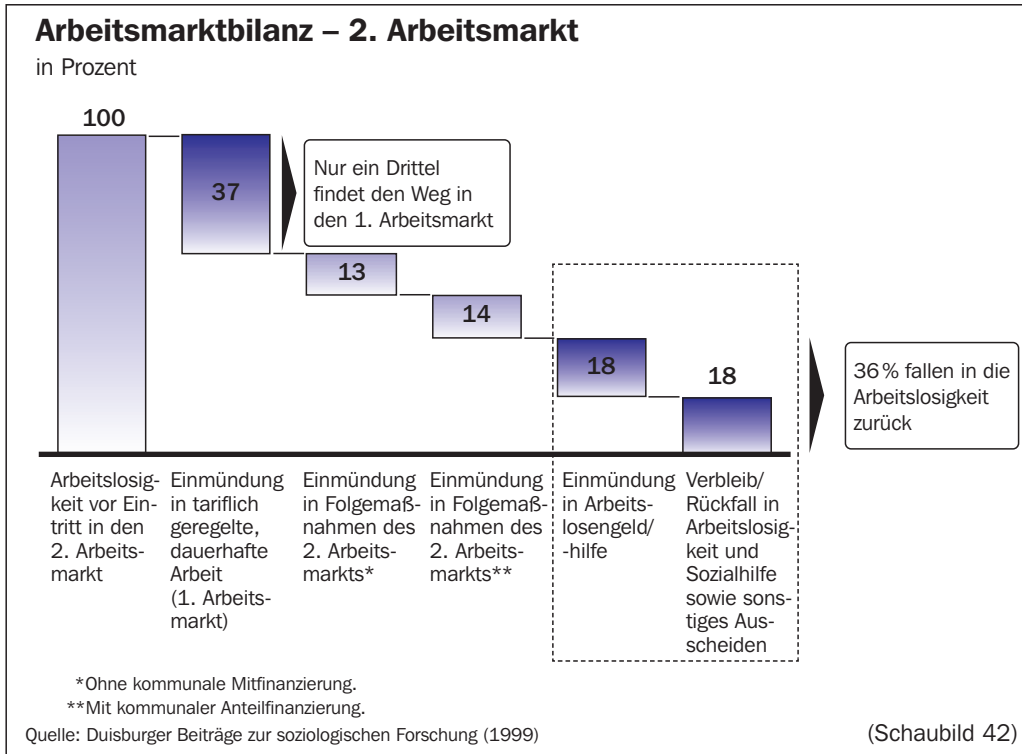 Arbeitsmarktbilanz – 2. Arbeitsmarkt
in Prozent
100
37
Nur ein Drittel
findet den Weg in
den 1. Arbeitsmarkt
13
14
18
18
36 % fallen in die
Arbeitslosigkeit
zurück
Arbeitslosig-
keit vor Ein-
tritt in den
2. Arbeits-
markt
Einmündung
in tariflich
geregelte,
dauerhafte
Arbeit
(1. Arbeits-
markt)
Einmündung
in Folgemaß-
nahmen des
2. Arbeits-
markts*
Einmündung
in Folgemaß-
nahmen des
2. Arbeits-
markts**
Einmündung
in Arbeits-
losengeld/
-hilfe
Verbleib/
Rückfall in
Arbeitslosig-
keit und
Sozialhilfe
sowie sons-
tiges Aus-
scheiden
*Ohne kommunale Mitfinanzierung.
**Mit kommunaler Anteilfinanzierung.
Quelle: Duisburger Beiträge zur soziologischen Forschung (1999)
(Schaubild 42)